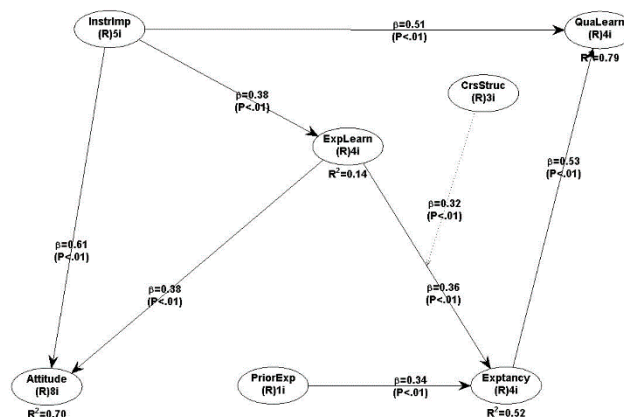 InstrImp
(R)5i
β=0.51
(P<.01)
QuaLearn
(R)4i
R²=0.79
CrsStruc
(R)3i
β=0.38
(P<.01)
ExpLearn
(R)4i
R²=0.14
β=0.32
(P<.01)
β=0.53
(P<.01)
β=0.61
(P<.01)
β=0.38
(P<.01)
β=0.36
(P<.01)
Attitude
(R)8i
R²=0.70
PriorExp
(R)1i
β=0.34
(P<.01)
Exptancy
(R)4i
R²=0.52